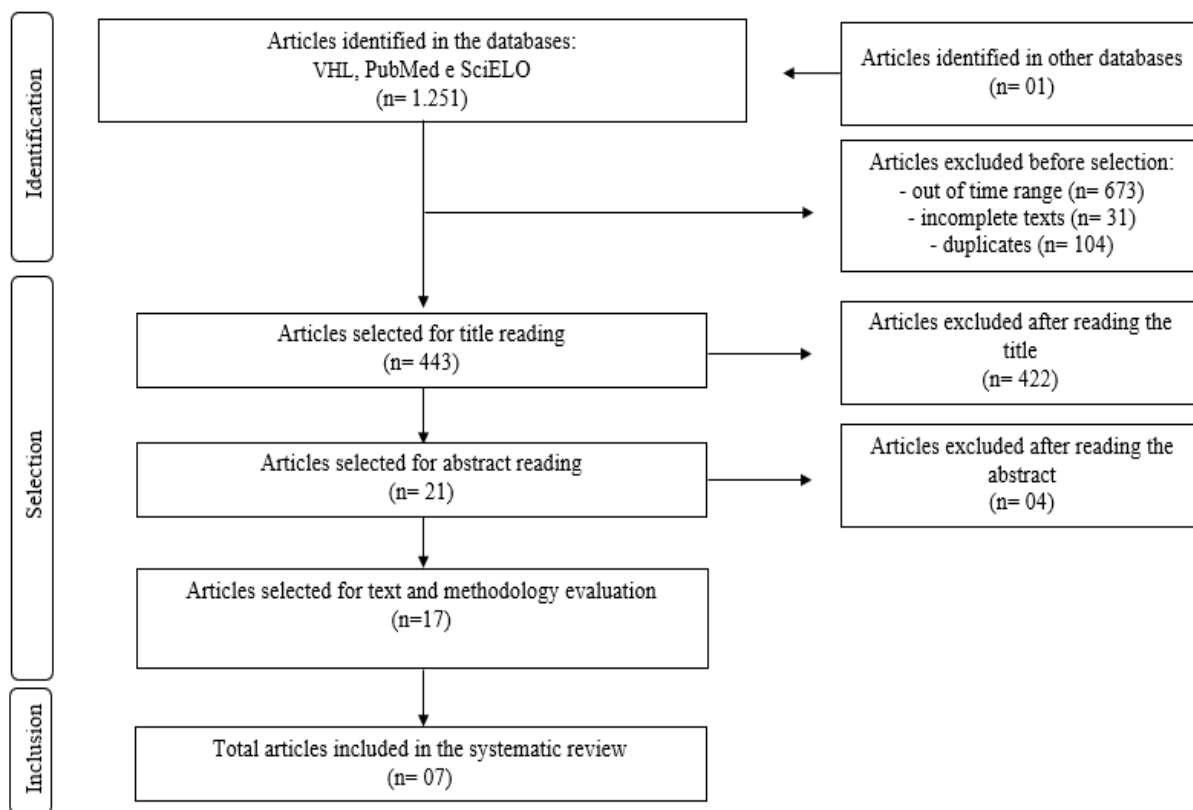 Identification
Articles identified in the databases:
VHL, PubMed e SciELO
(n= 1.251)
Articles identified in other databases
(n= 01)
Articles excluded before selection:
- out of time range (n= 673)
- incomplete texts (n= 31)
- duplicates (n= 104)
Selection
Articles selected for title reading
(n= 443)
Articles excluded after reading the
title
(n= 422)
Articles selected for abstract reading
(n= 21)
Articles excluded after reading the
abstract
(n= 04)
Articles selected for text and methodology evaluation
(n=17)
Inclusion
Total articles included in the systematic review
(n= 07)